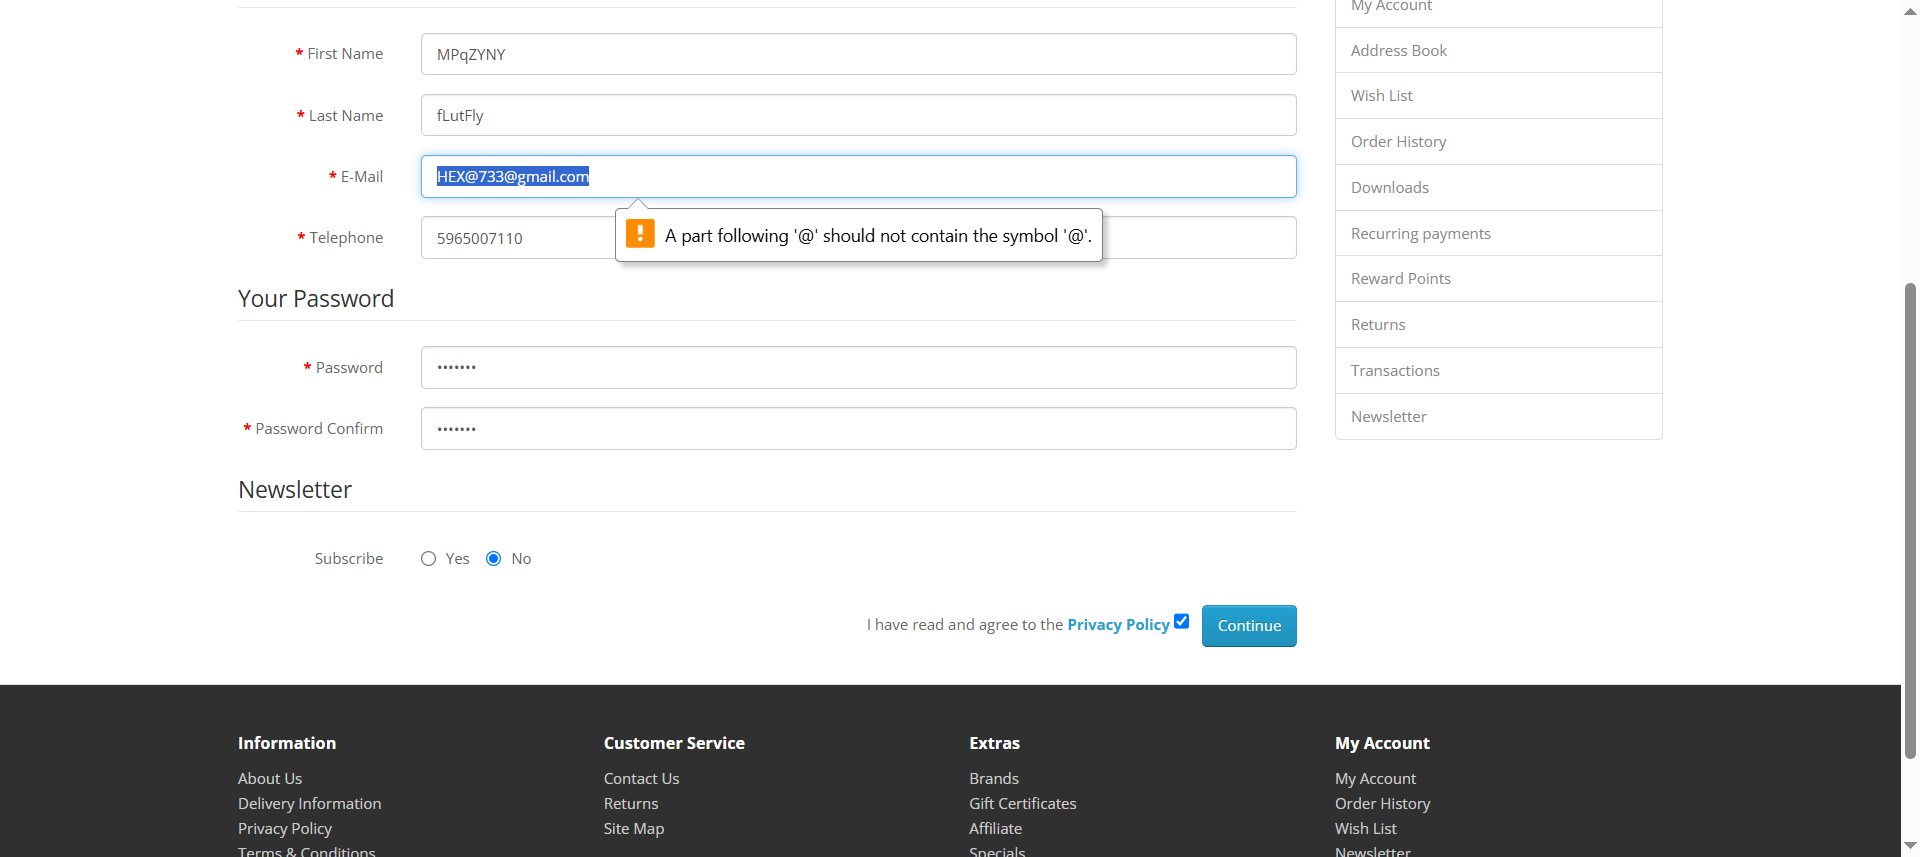 * First Name
MPqZYNY
* Last Name
fLutFly
* E-Mail
HEX@733@gmail.com
A part following '@' should not contain the symbol '@'.
* Telephone
5965007110
Your Password
* Password
•••••••
* Password Confirm
•••••••
Newsletter
Subscribe
Yes
No
I have read and agree to the Privacy Policy
Continue
My Account
Address Book
Wish List
Order History
Downloads
Recurring payments
Reward Points
Returns
Transactions
Newsletter
Information
About Us
Delivery Information
Privacy Policy
Terms & Conditions
Customer Service
Contact Us
Returns
Site Map
Extras
Brands
Gift Certificates
Affiliate
Specials
My Account
My Account
Order History
Wish List
Newsletter